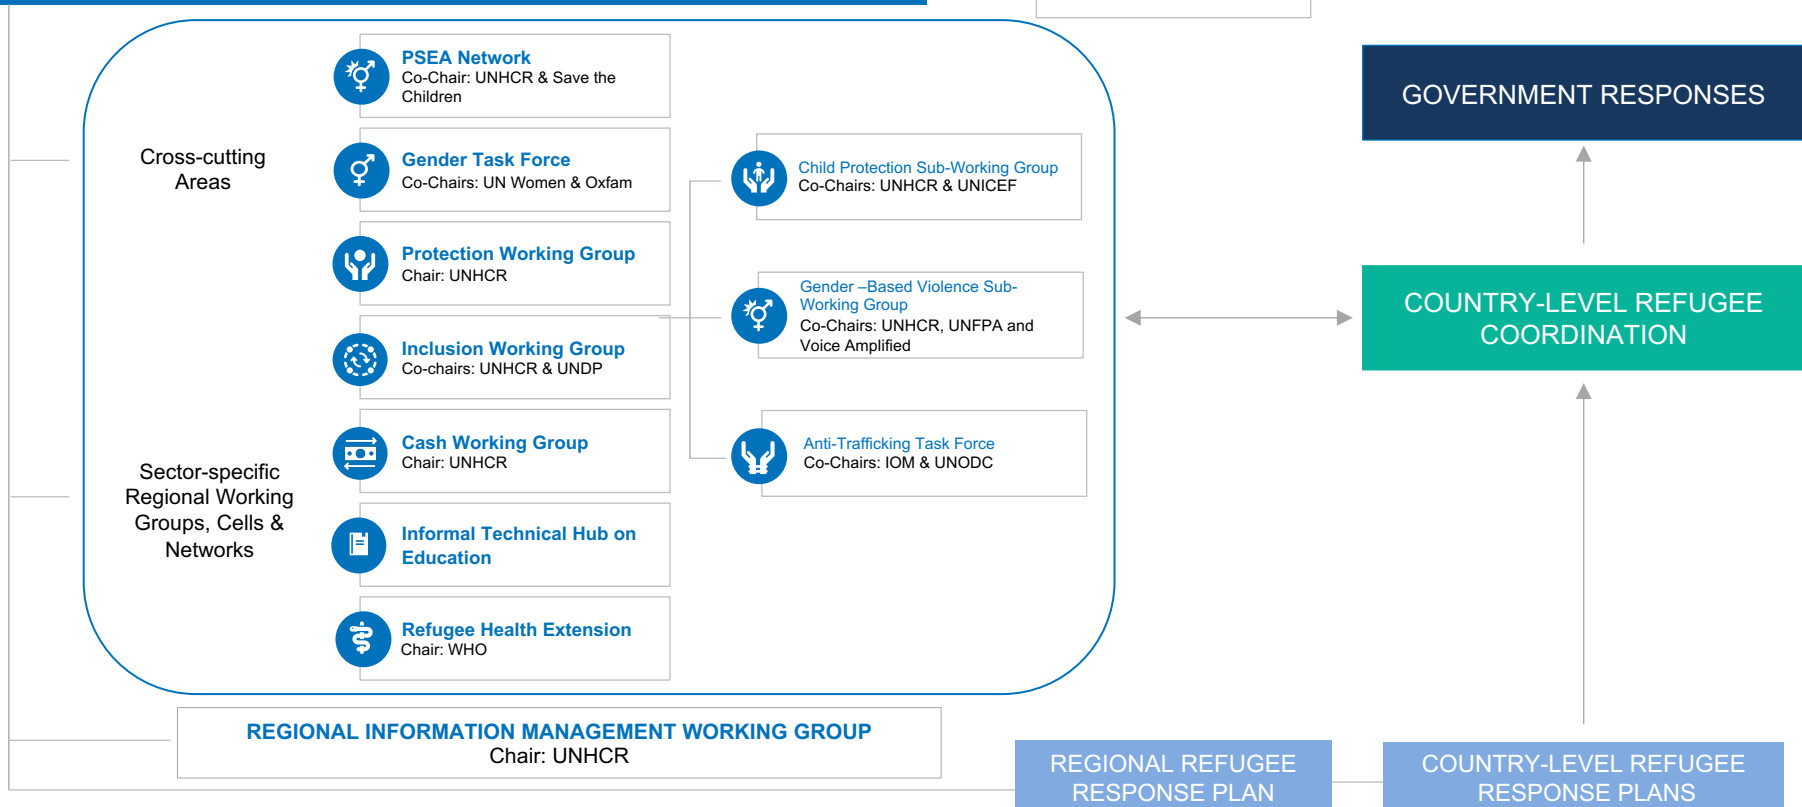 Cross-cutting
Areas
PSEA Network
Co-Chair: UNHCR & Save the
Children
Gender Task Force
Co-Chairs: UN Women & Oxfam
Protection Working Group
Chair: UNHCR
Inclusion Working Group
Co-chairs: UNHCR & UNDP
Sector-specific
Regional Working
Groups, Cells &
Networks
Cash Working Group
Chair: UNHCR
Informal Technical Hub on
Education
Refugee Health Extension
Chair: WHO
Child Protection Sub-Working Group
Co-Chairs: UNHCR & UNICEF
Gender –Based Violence Sub-
Working Group
Co-Chairs: UNHCR, UNFPA and
Voice Amplified
Anti-Trafficking Task Force
Co-Chairs: IOM & UNODC
GOVERNMENT RESPONSES
COUNTRY-LEVEL REFUGEE
COORDINATION
REGIONAL INFORMATION MANAGEMENT WORKING GROUP
Chair: UNHCR
REGIONAL REFUGEE
RESPONSE PLAN
COUNTRY-LEVEL REFUGEE
RESPONSE PLANS